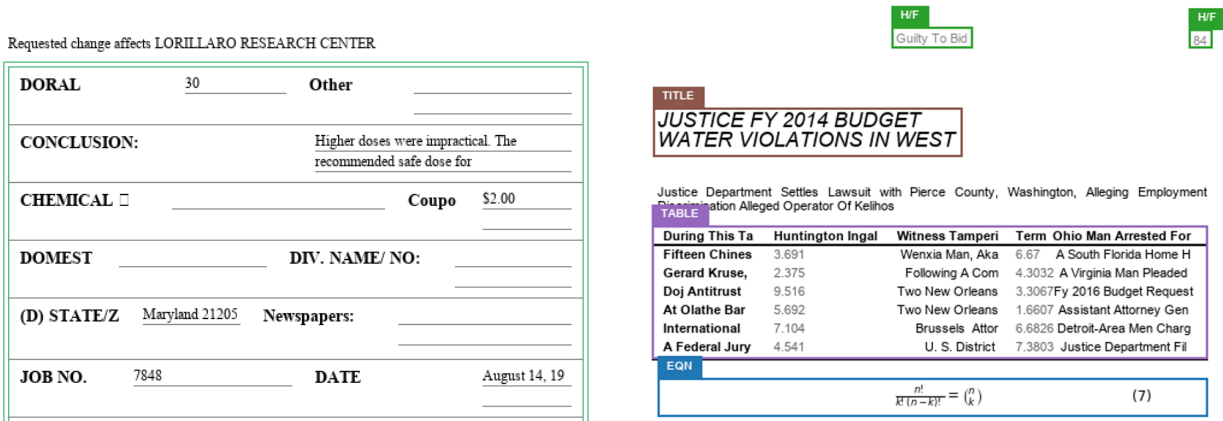 Requested change affects LORILLARO RESEARCH CENTER
DORAL 30 Other
CONCLUSION: Higher doses were impractical. The
recommended safe dose for
CHEMICAL □ Coupo $2.00
DOMEST DIV. NAME/ NO:
(D) STATE/Z Maryland 21205 Newspapers:
JOB NO. 7848 DATE August 14, 19
H/F
Guilty To Bid
H/F
84
TITLE
JUSTICE FY 2014 BUDGET
WATER VIOLATIONS IN WEST
Justice Department Settles Lawsuit with Pierce County, Washington, Alleging Employment
Discrimination Alleged Operator Of Kelihos
TABLE
During This Ta Huntington Ingal Witness Tamperi Term Ohio Man Arrested For
Fifteen Chines 3.691 Wenxia Man, Aka 6.67 A South Florida Home H
Gerard Kruse, 2.375 Following A Com 4.3032 A Virginia Man Pleaded
Doj Antitrust 9.516 Two New Orleans 3.3067 Fy 2016 Budget Request
At Olathe Bar 5.692 Two New Orleans 1.6607 Assistant Attorney Gen
International 7.104 Brussels Attor 6.6826 Detroit-Area Men Charg
A Federal Jury 4.541 U. S. District 7.3803 Justice Department Fil
EQN
n!/k!(n−k)! = (n k) (7)